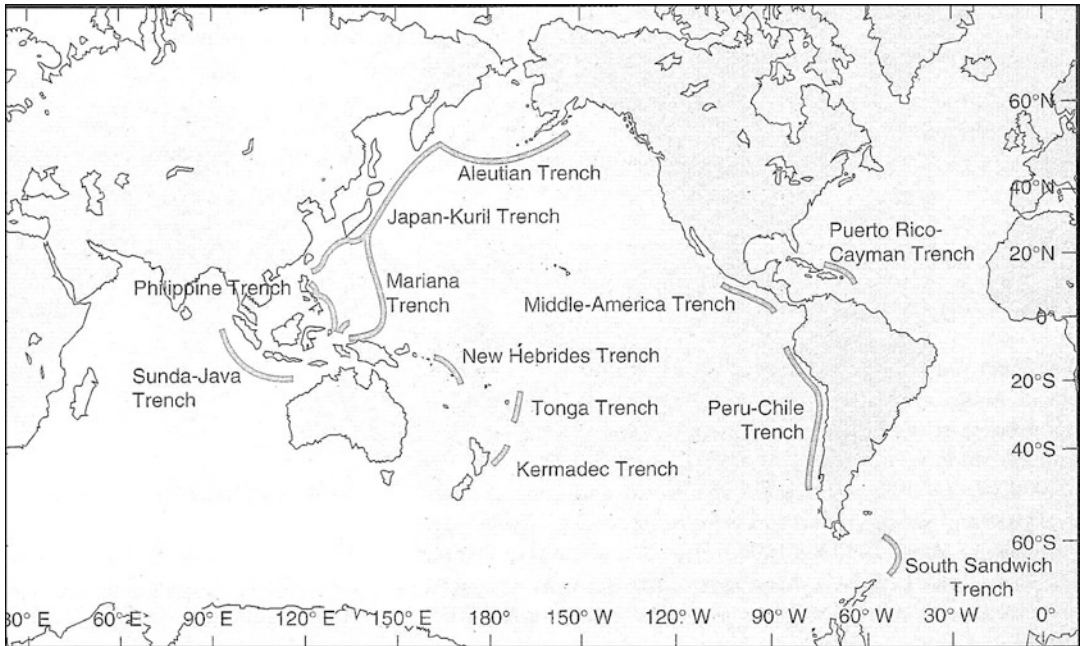 60°N
Aleutian Trench
40°N
Japan-Kuril Trench
Puerto Rico-
Cayman Trench
20°N
Philippine Trench
Mariana
Trench
Middle-America Trench
0°
New Hebrides Trench
Sunda-Java
Trench
20°S
Tonga Trench
Peru-Chile
Trench
40°S
Kermadec Trench
60°S
South Sandwich
Trench
30° E 60° E 90° E 120° E 150° E 180° 150° W 120° W 90° W 60° W 30° W 0°